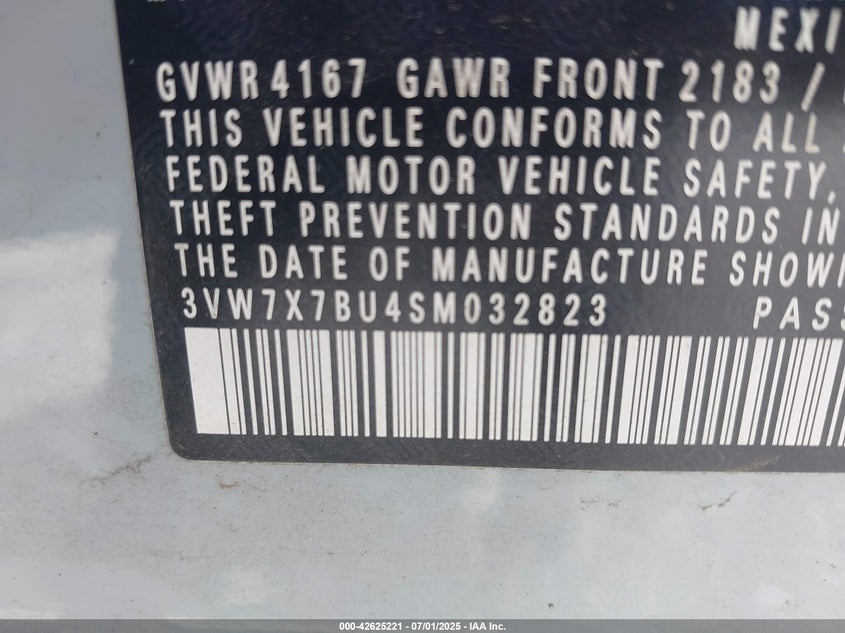 MEXI
GVWR 4167 GAWR FRONT 2183 /
THIS VEHICLE CONFORMS TO ALL
FEDERAL MOTOR VEHICLE SAFETY,
THEFT PREVENTION STANDARDS IN
THE DATE OF MANUFACTURE SHOWN
3VW7X7BU4SM032823 PASS
000-42625221 - 07/01/2025 - IAA Inc.